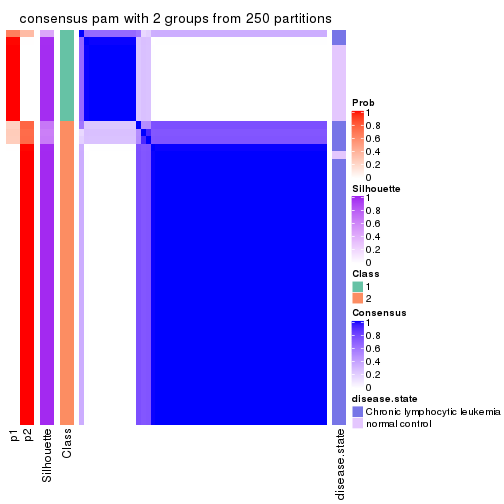 consensus pam with 2 groups from 250 partitions
Prob
1
0.8
0.6
0.4
0.2
0
Silhouette
1
0.8
0.6
0.4
0.2
0
Class
1
2
Consensus
1
0.8
0.6
0.4
0.2
0
disease.state
Chronic lymphocytic leukemia
normal control
p1
p2
Silhouette
Class
disease.state